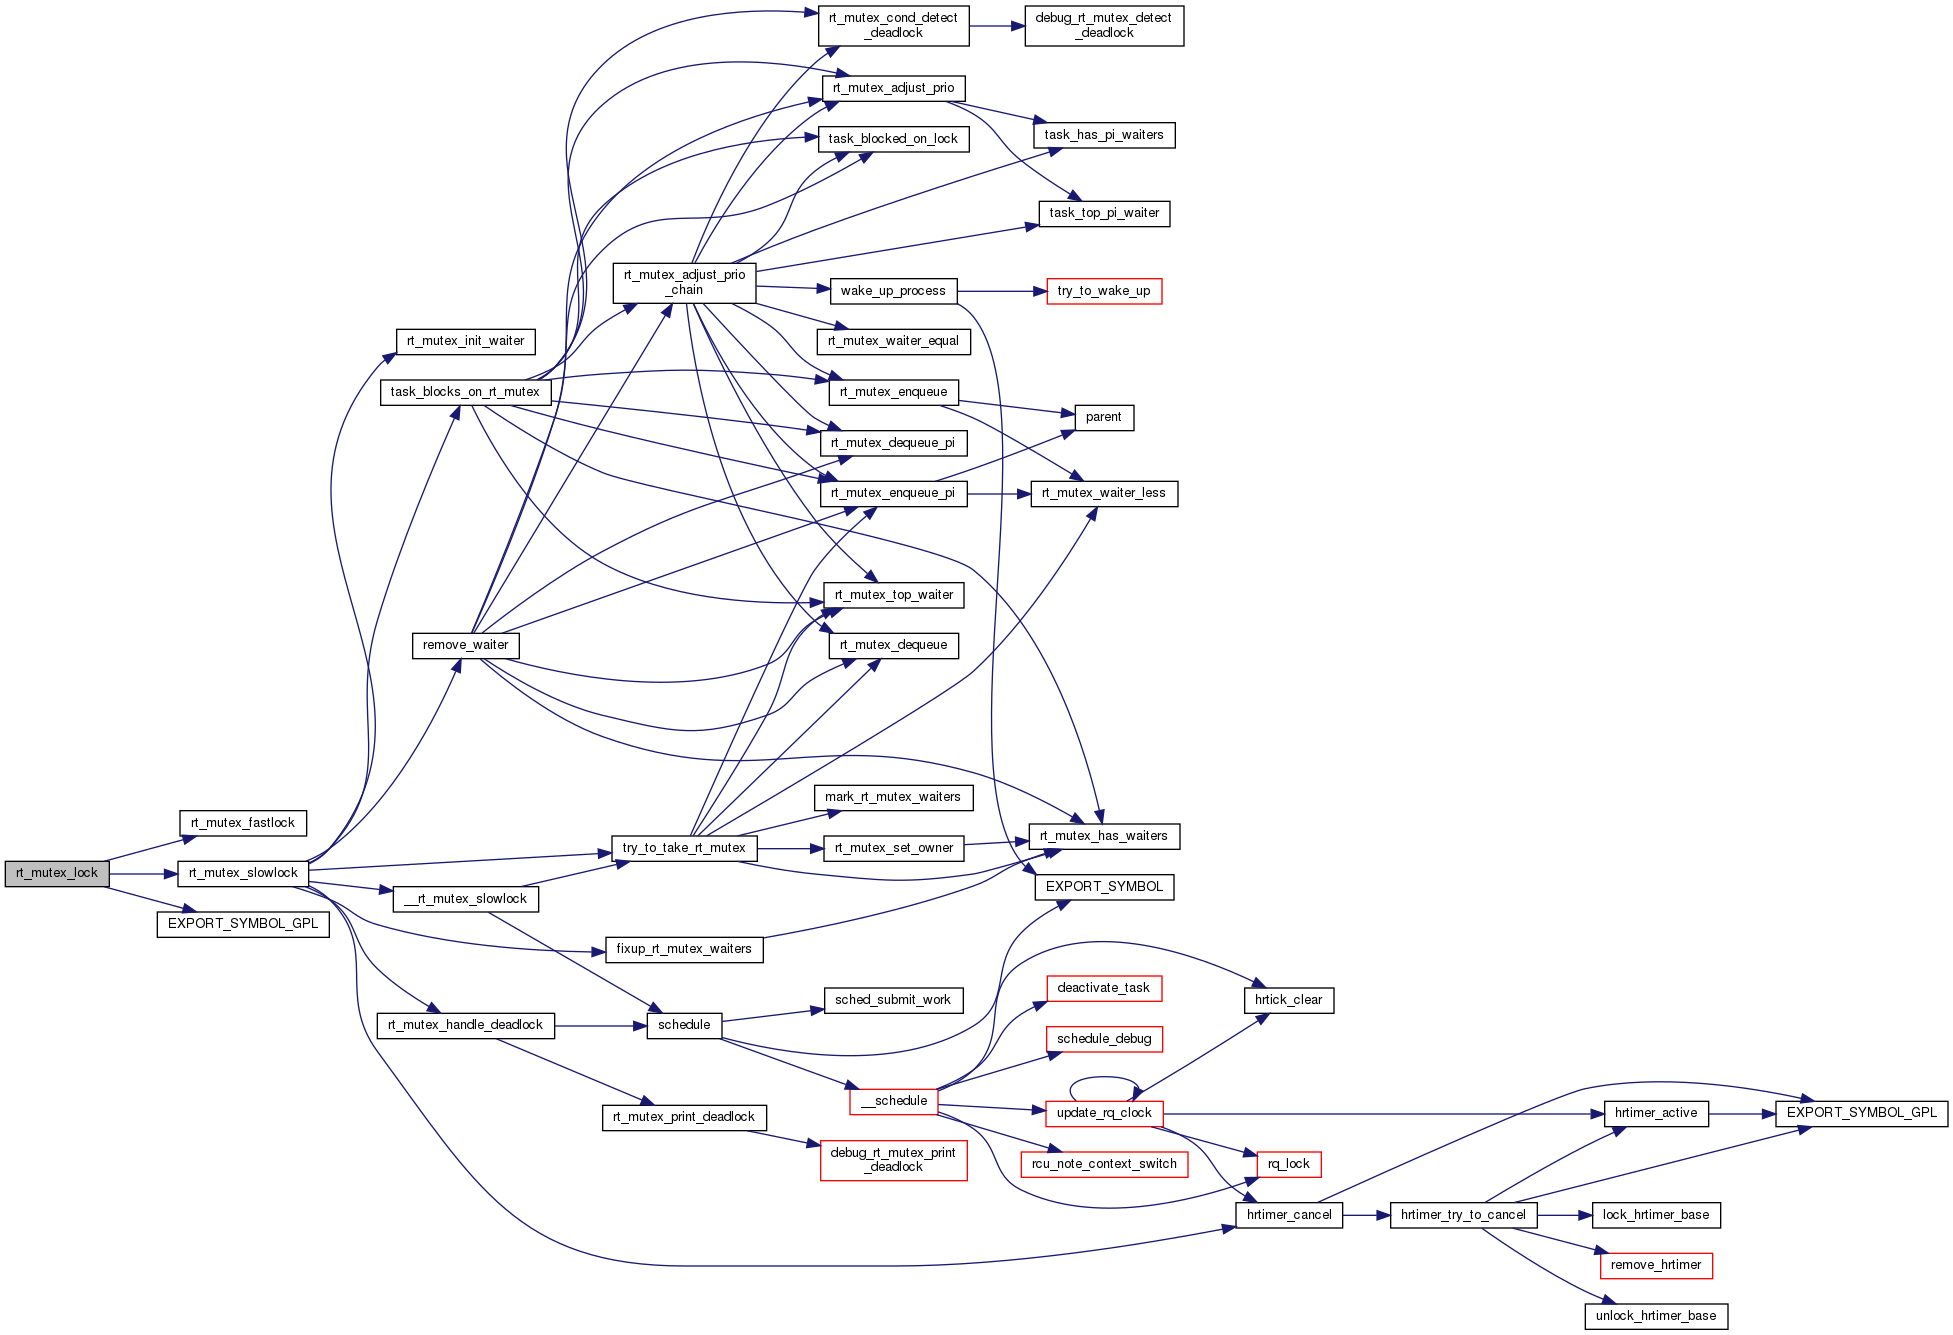 rt_mutex_cond_detect
_deadlock
debug_rt_mutex_detect
_deadlock
rt_mutex_adjust_prio
task_has_pi_waiters
task_blocked_on_lock
task_top_pi_waiter
rt_mutex_adjust_prio
_chain
wake_up_process
try_to_wake_up
rt_mutex_init_waiter
rt_mutex_waiter_equal
task_blocks_on_rt_mutex
rt_mutex_enqueue
parent
rt_mutex_dequeue_pi
rt_mutex_enqueue_pi
rt_mutex_waiter_less
rt_mutex_top_waiter
remove_waiter
rt_mutex_dequeue
mark_rt_mutex_waiters
rt_mutex_fastlock
rt_mutex_has_waiters
try_to_take_rt_mutex
rt_mutex_set_owner
rt_mutex_lock
rt_mutex_slowlock
EXPORT_SYMBOL
__rt_mutex_slowlock
EXPORT_SYMBOL_GPL
fixup_rt_mutex_waiters
deactivate_task
sched_submit_work
hrtick_clear
rt_mutex_handle_deadlock
schedule
schedule_debug
__schedule
update_rq_clock
hrtimer_active
EXPORT_SYMBOL_GPL
rt_mutex_print_deadlock
debug_rt_mutex_print
_deadlock
rcu_note_context_switch
rq_lock
hrtimer_cancel
hrtimer_try_to_cancel
lock_hrtimer_base
remove_hrtimer
unlock_hrtimer_base